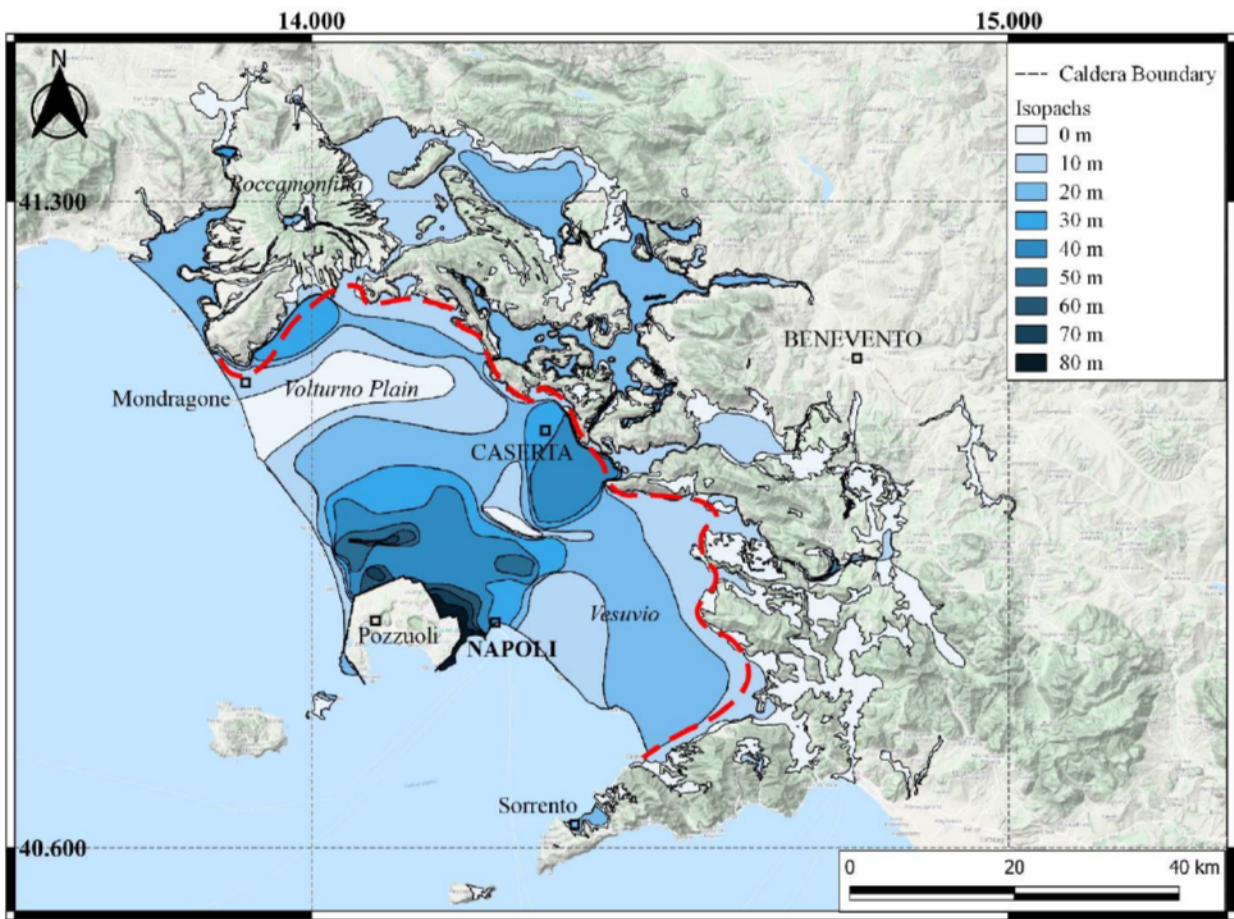 14.000
15.000
N
--- Caldera Boundary
Isopachs
0 m
10 m
20 m
30 m
40 m
50 m
60 m
70 m
80 m
Roccamonfina
41.300
BENEVENTO
Mondragone
Volturno Plain
CASERTA
Vesuvio
Pozzuoli
NAPOLI
Sorrento
40.600
0 20 40 km